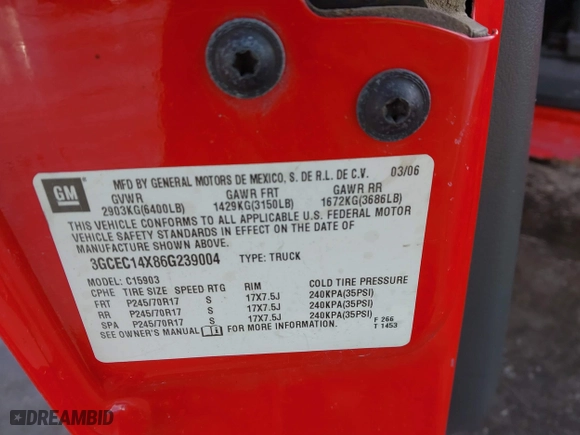 GM
MFD BY GENERAL MOTORS DE MEXICO, S. DE R.L. DE C.V. 03/06
GVWR GAWR FRT GAWR RR
2903KG(6400LB) 1429KG(3150LB) 1672KG(3686LB)
THIS VEHICLE CONFORMS TO ALL APPLICABLE U.S. FEDERAL MOTOR
VEHICLE SAFETY STANDARDS IN EFFECT ON THE DATE OF
MANUFACTURE SHOWN ABOVE.
3GCEC14X86G239004 TYPE: TRUCK
MODEL: C15903
CPHE TIRE SIZE SPEED RTG RIM COLD TIRE PRESSURE
FRT P245/70R17 S 17X7.5J 240KPA(35PSI)
RR P245/70R17 S 17X7.5J 240KPA(35PSI)
SPA P245/70R17 S 17X7.5J 240KPA(35PSI)
SEE OWNER'S MANUAL FOR MORE INFORMATION.
F 266
T 1453
DREAMBID